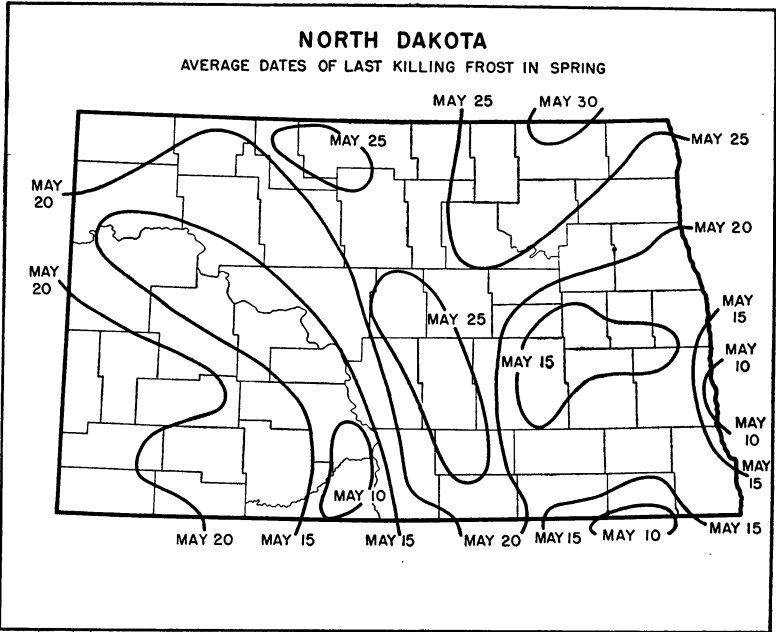 NORTH DAKOTA
AVERAGE DATES OF LAST KILLING FROST IN SPRING
MAY 25
MAY 30
MAY 25
MAY 25
MAY
20
MAY 20
MAY
20
MAY
15
MAY 25
MAY 15
MAY
10
MAY
10
MAY
15
MAY 10
MAY 20
MAY 15
MAY 15
MAY 20
MAY 15
MAY 10
MAY 15